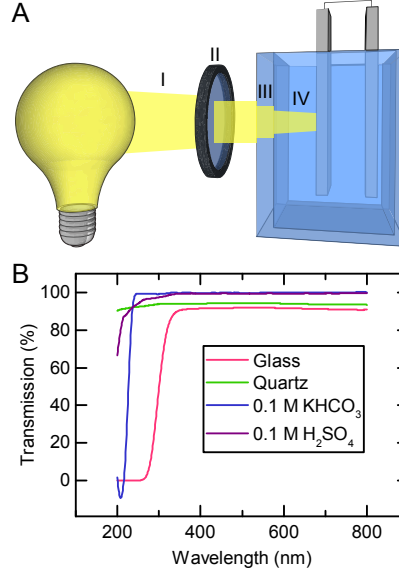 A
I
II
III
IV
B
100
80
60
40
20
0
Transmission (%)
Glass
Quartz
0.1 M KHCO₃
0.1 M H₂SO₄
200
400
600
800
Wavelength (nm)